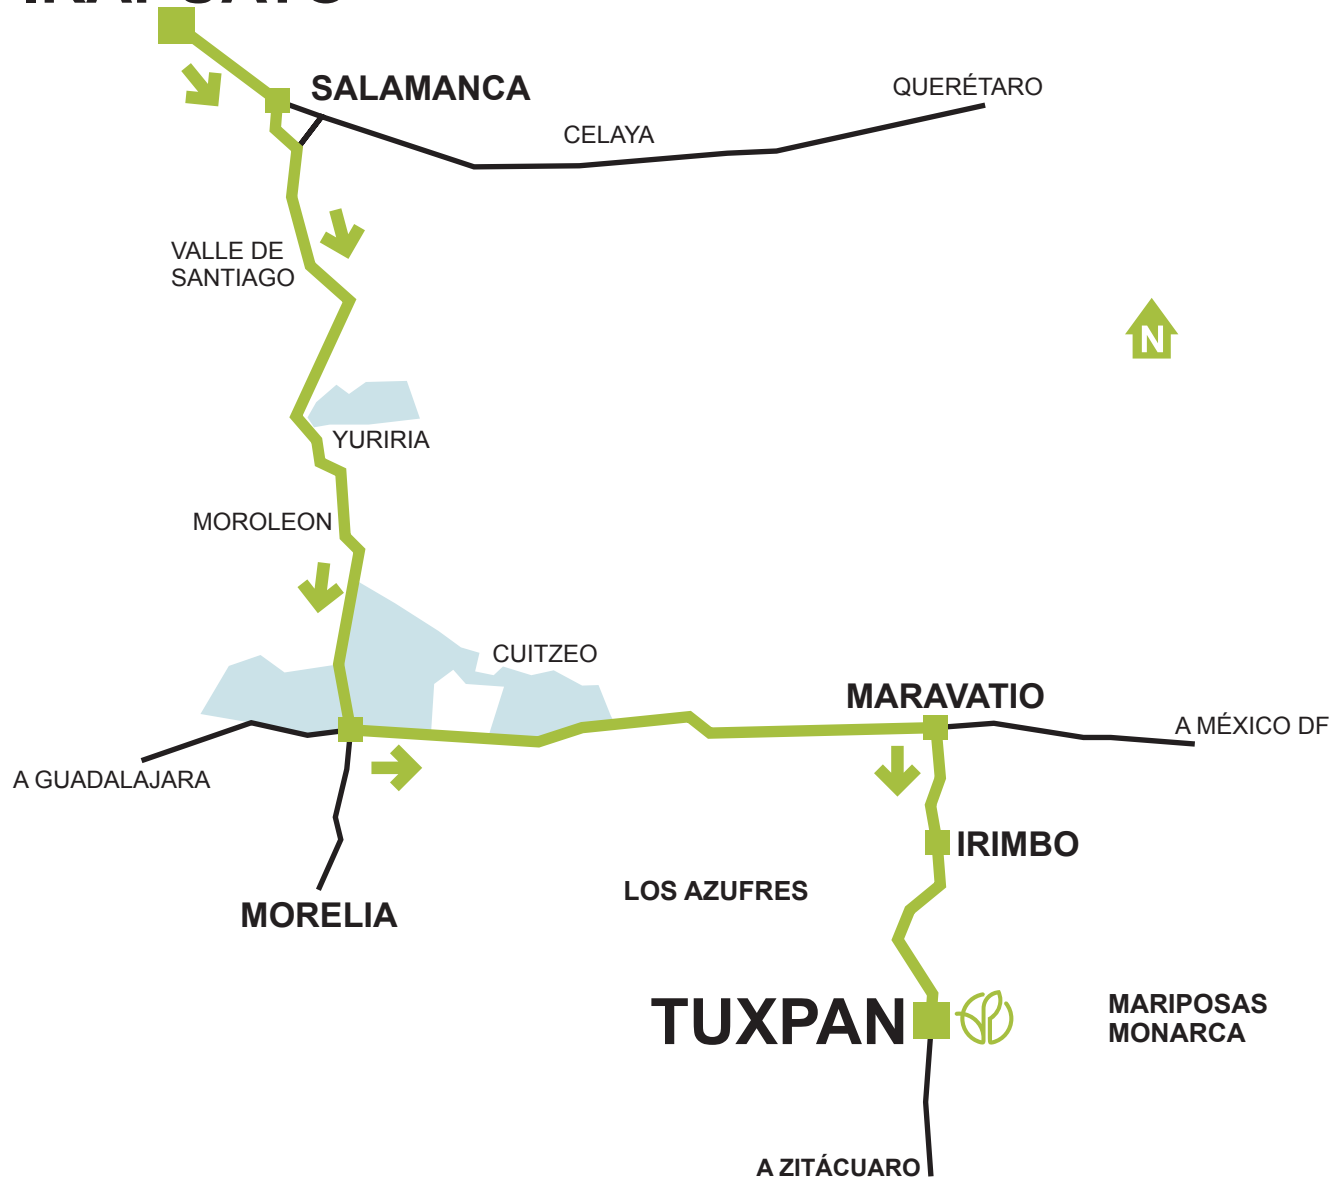 SALAMANCA
QUERÉTARO
CELAYA
VALLE DE
SANTIAGO
N
YURIRIA
MOROLEON
CUITZEO
MARAVATIO
A MÉXICO DF
A GUADALAJARA
IRIMBO
LOS AZUFRES
MORELIA
TUXPAN
MARIPOSAS
MONARCA
A ZITÁCUARO